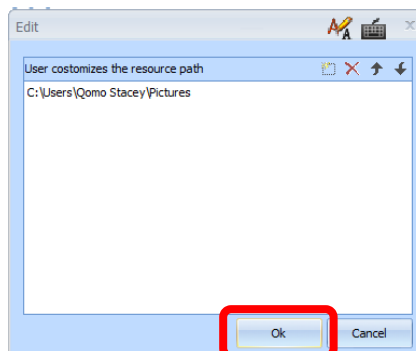 Edit
User costomizes the resource path
C:\Users\Qomo Stacey\Pictures
Ok
Cancel